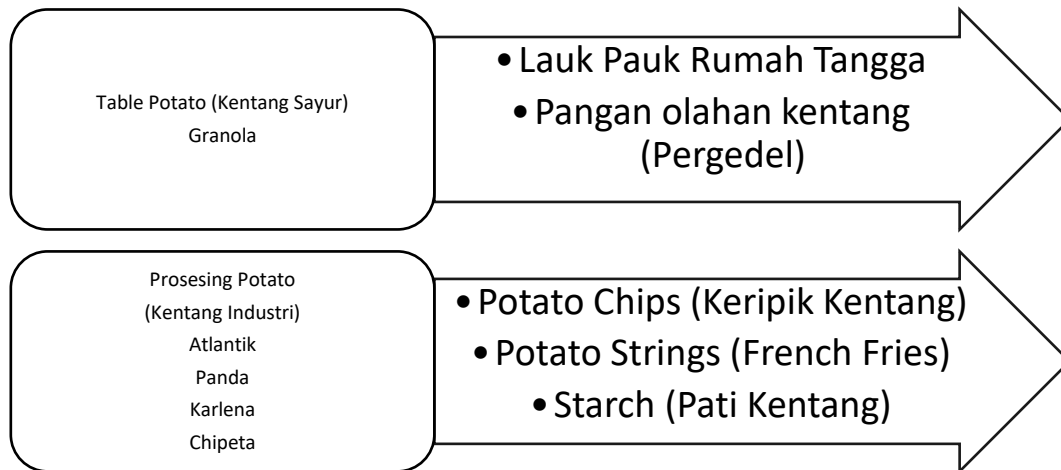 Table Potato (Kentang Sayur)
Granola
• Lauk Pauk Rumah Tangga
• Pangan olahan kentang
(Pergedel)
Prosesing Potato
(Kentang Industri)
Atlantik
Panda
Karlena
Chipeta
• Potato Chips (Keripik Kentang)
• Potato Strings (French Fries)
• Starch (Pati Kentang)